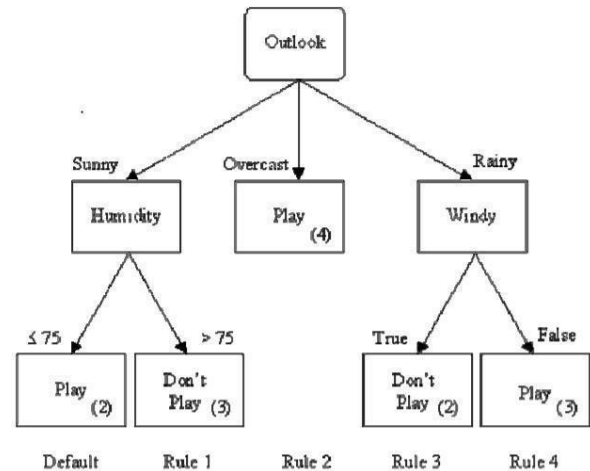 Outlook
Sunny
Overcast
Rainy
Humidity
Play
(4)
Windy
≤ 75
> 75
True
False
Play
(2)
Don't
Play (3)
Don't
Play (2)
Play
(3)
Default
Rule 1
Rule 2
Rule 3
Rule 4